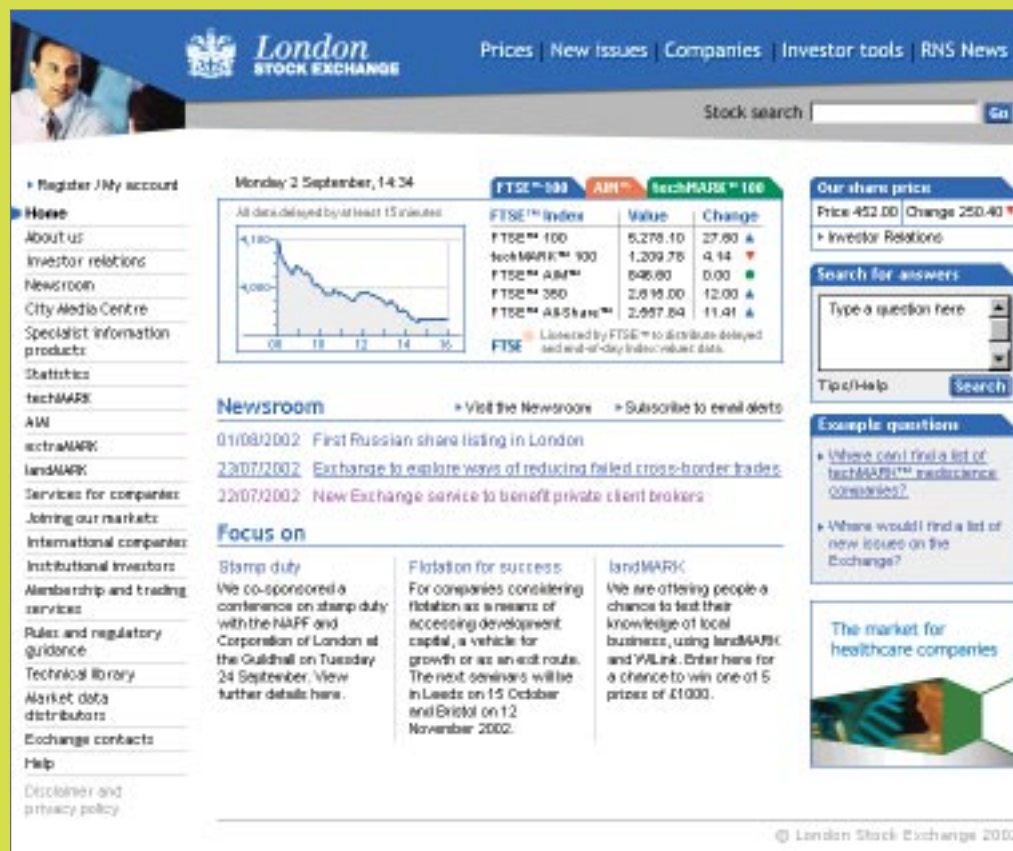 London
STOCK EXCHANGE
Prices | New issues | Companies | Investor tools | RNS News
Stock search
Go
Register / My account
Home
About us
Investor relations
Newsroom
City Media Centre
Specialist information
products
Statistics
techMARK
AIM
extraMARK
landMARK
Services for companies
Joining our markets
International companies
Institutional investors
Membership and trading
services
Rules and regulatory
guidance
Technical library
Market data
distributors
Exchange contacts
Help
Disclaimer and
privacy policy
Monday 2 September, 14:34
All data delayed by at least 15 minutes
4,100
4,000
08 10 12 14 16
FTSE™ 100 AIM™ techMARK™ 100
FTSE™ Index Value Change
FTSE™ 100 27.60
techMARK™ 100 1,209.78 4.14
FTSE™ AIM™ 0.00
FTSE™ 350 12.00
FTSE™ All-Share™ 11.41
FTSE
Licensed by FTSE™ to distribute delayed
and end-of-day index values data.
Newsroom
Visit the Newsroom
Subscribe to email alerts
01/08/2002 First Russian share listing in London
23/07/2002 Exchange to explore ways of reducing failed cross-border trades
22/07/2002 New Exchange service to benefit private client brokers
Focus on
Stamp duty
We co-sponsored a
conference on stamp duty
with the NAPF and
Corporation of London at
the Guildhall on Tuesday
24 September. View
further details here.
Flotation for success
For companies considering
flotation as a means of
accessing development
capital, a vehicle for
growth or as an exit route.
The next seminars will be
in Leeds on 15 October
and Bristol on 12
November 2002.
landMARK
We are offering people a
chance to test their
knowledge of local
business, using landMARK
and WiLink. Enter here for
a chance to win one of 5
prizes of £1000.
Our share price
Price 452.00 Change 250.40
Investor Relations
Search for answers
Type a question here
Tips/Help
Search
Example questions
Where can I find a list of
techMARK™ mediscience
companies?
Where would I find a list of
new issues on the
Exchange?
The market for
healthcare companies
© London Stock Exchange 2002